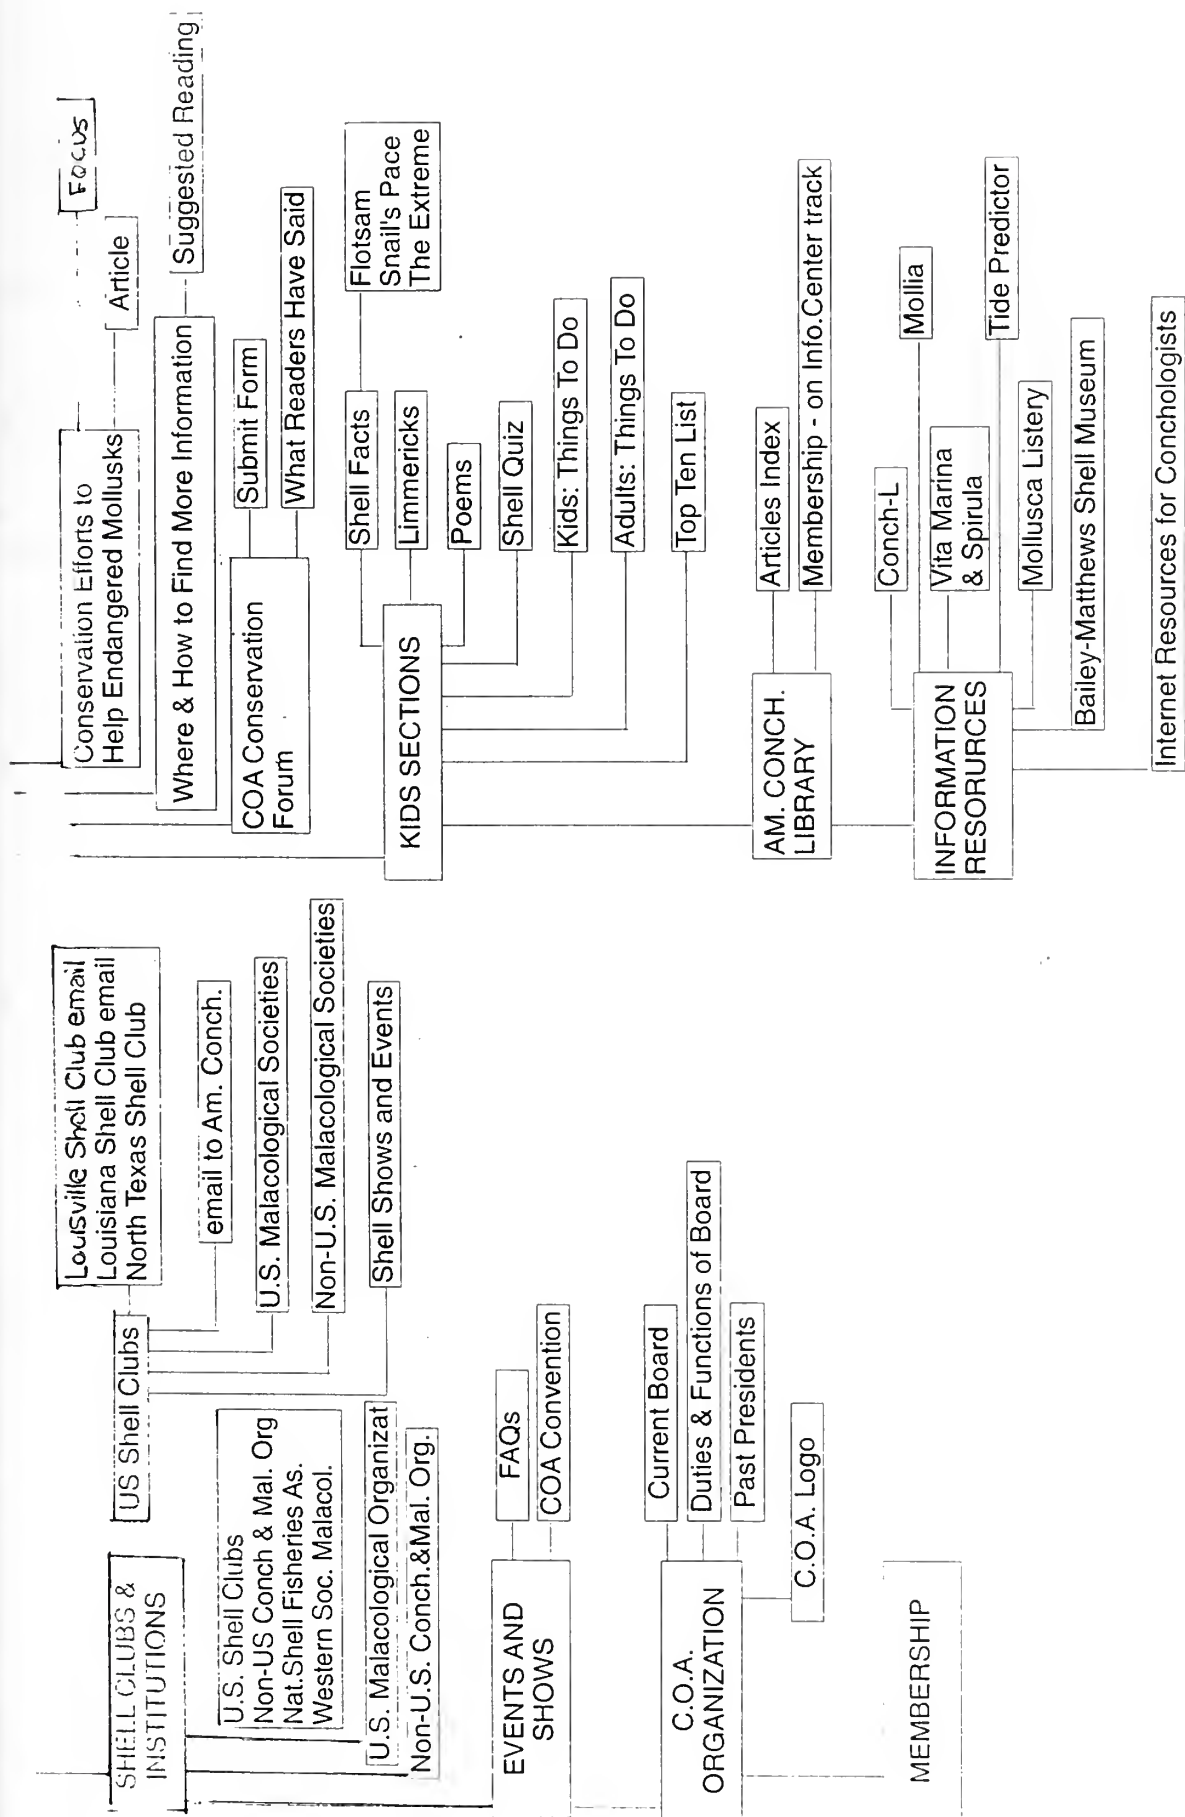 SHELL CLUBS &
INSTITUTIONS
US Shell Clubs
Louisville Shell Club email
Louisiana Shell Club email
North Texas Shell Club
email to Am. Conch.
U.S. Malacological Societies
Non-U.S. Malacological Societies
Shell Shows and Events
U.S. Shell Clubs
Non-US Conch & Mal. Org
Nat.Shell Fisheries As.
Western Soc. Malacol.
U.S. Malacological Organizat
Non-U.S. Conch.&Mal. Org.
EVENTS AND
SHOWS
FAQs
COA Convention
C.O.A.
ORGANIZATION
Current Board
Duties & Functions of Board
Past Presidents
C.O.A. Logo
MEMBERSHIP
Conservation Efforts to
Help Endangered Mollusks
Focus
Article
Where & How to Find More Information
Suggested Reading
COA Conservation
Forum
Submit Form
What Readers Have Said
KIDS SECTIONS
Shell Facts
Flotsam
Snail's Pace
The Extreme
Limmericks
Poems
Shell Quiz
Kids: Things To Do
Adults: Things To Do
Top Ten List
AM. CONCH.
LIBRARY
Articles Index
Membership - on Info.Center track
INFORMATION
RESORURCES
Conch-L
Mollia
Vita Marina
& Spirula
Tide Predictor
Mollusca Listery
Bailey-Matthews Shell Museum
Internet Resources for Conchologists